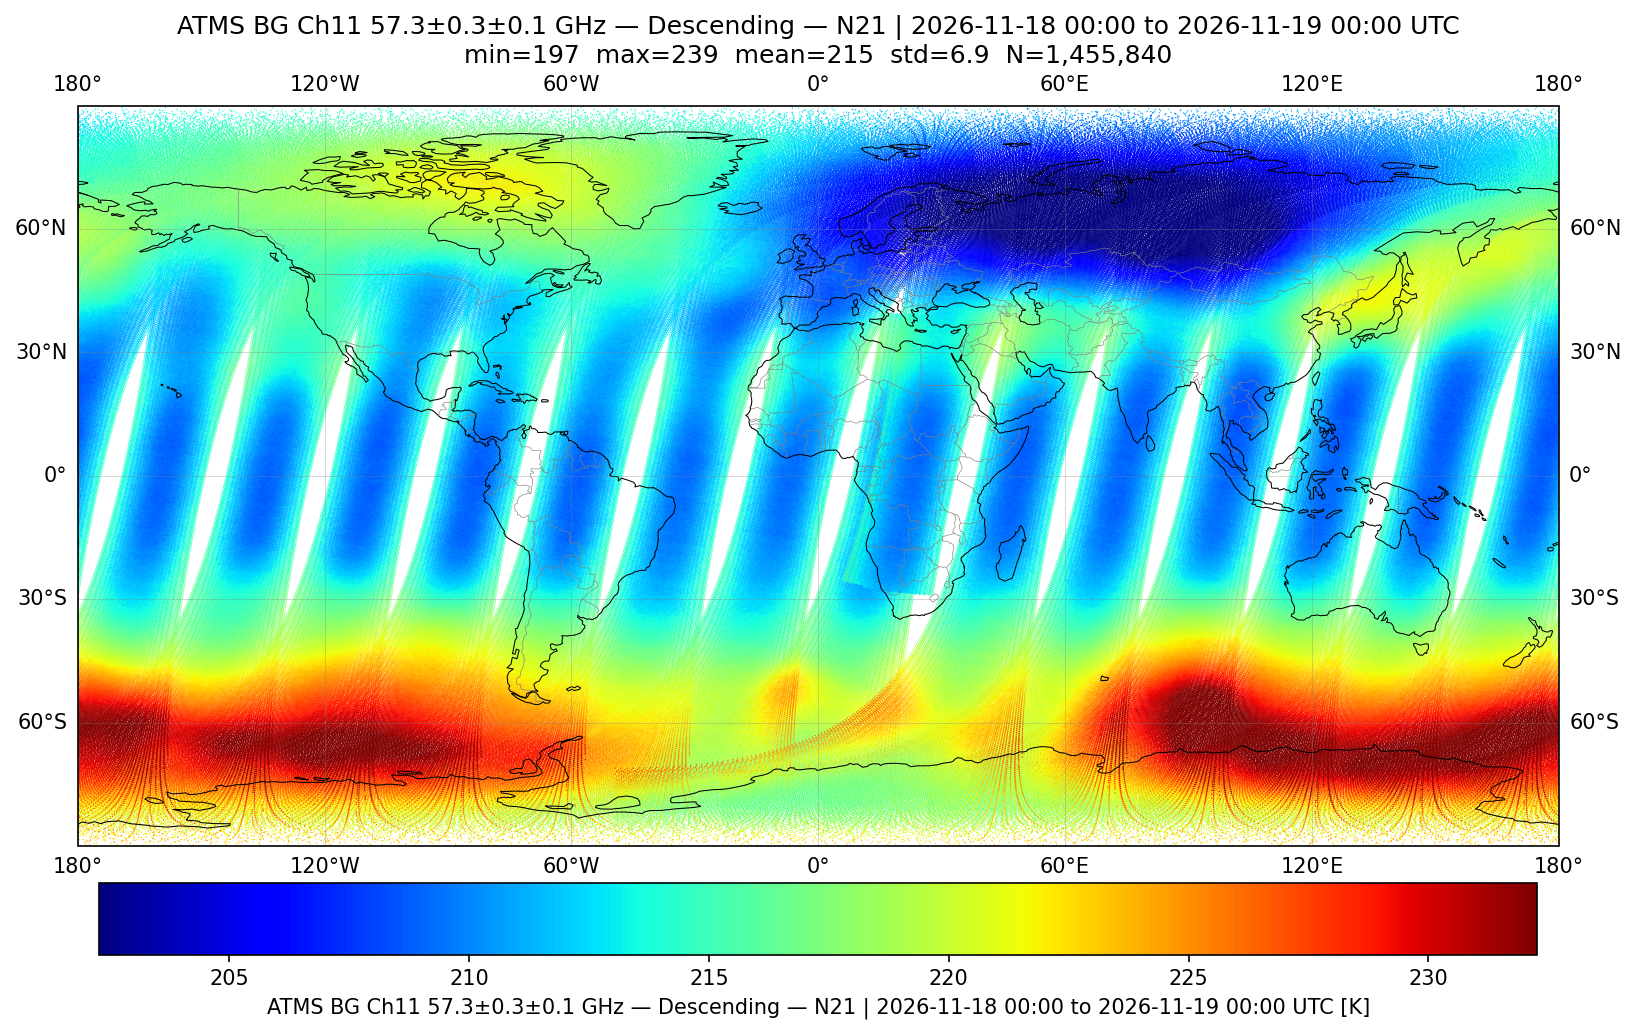 ATMS BG Ch11 57.3±0.3±0.1 GHz — Descending — N21 | 2026-11-18 00:00 to 2026-11-19 00:00 UTC
min=197 max=239 mean=215 std=6.9 N=1,455,840
180° 120°W 60°W 0° 60°E 120°E 180°
60°N 60°N
30°N 30°N
0° 0°
30°S 30°S
60°S 60°S
180° 120°W 60°W 0° 60°E 120°E 180°
205 210 215 220 225 230
ATMS BG Ch11 57.3±0.3±0.1 GHz — Descending — N21 | 2026-11-18 00:00 to 2026-11-19 00:00 UTC [K]